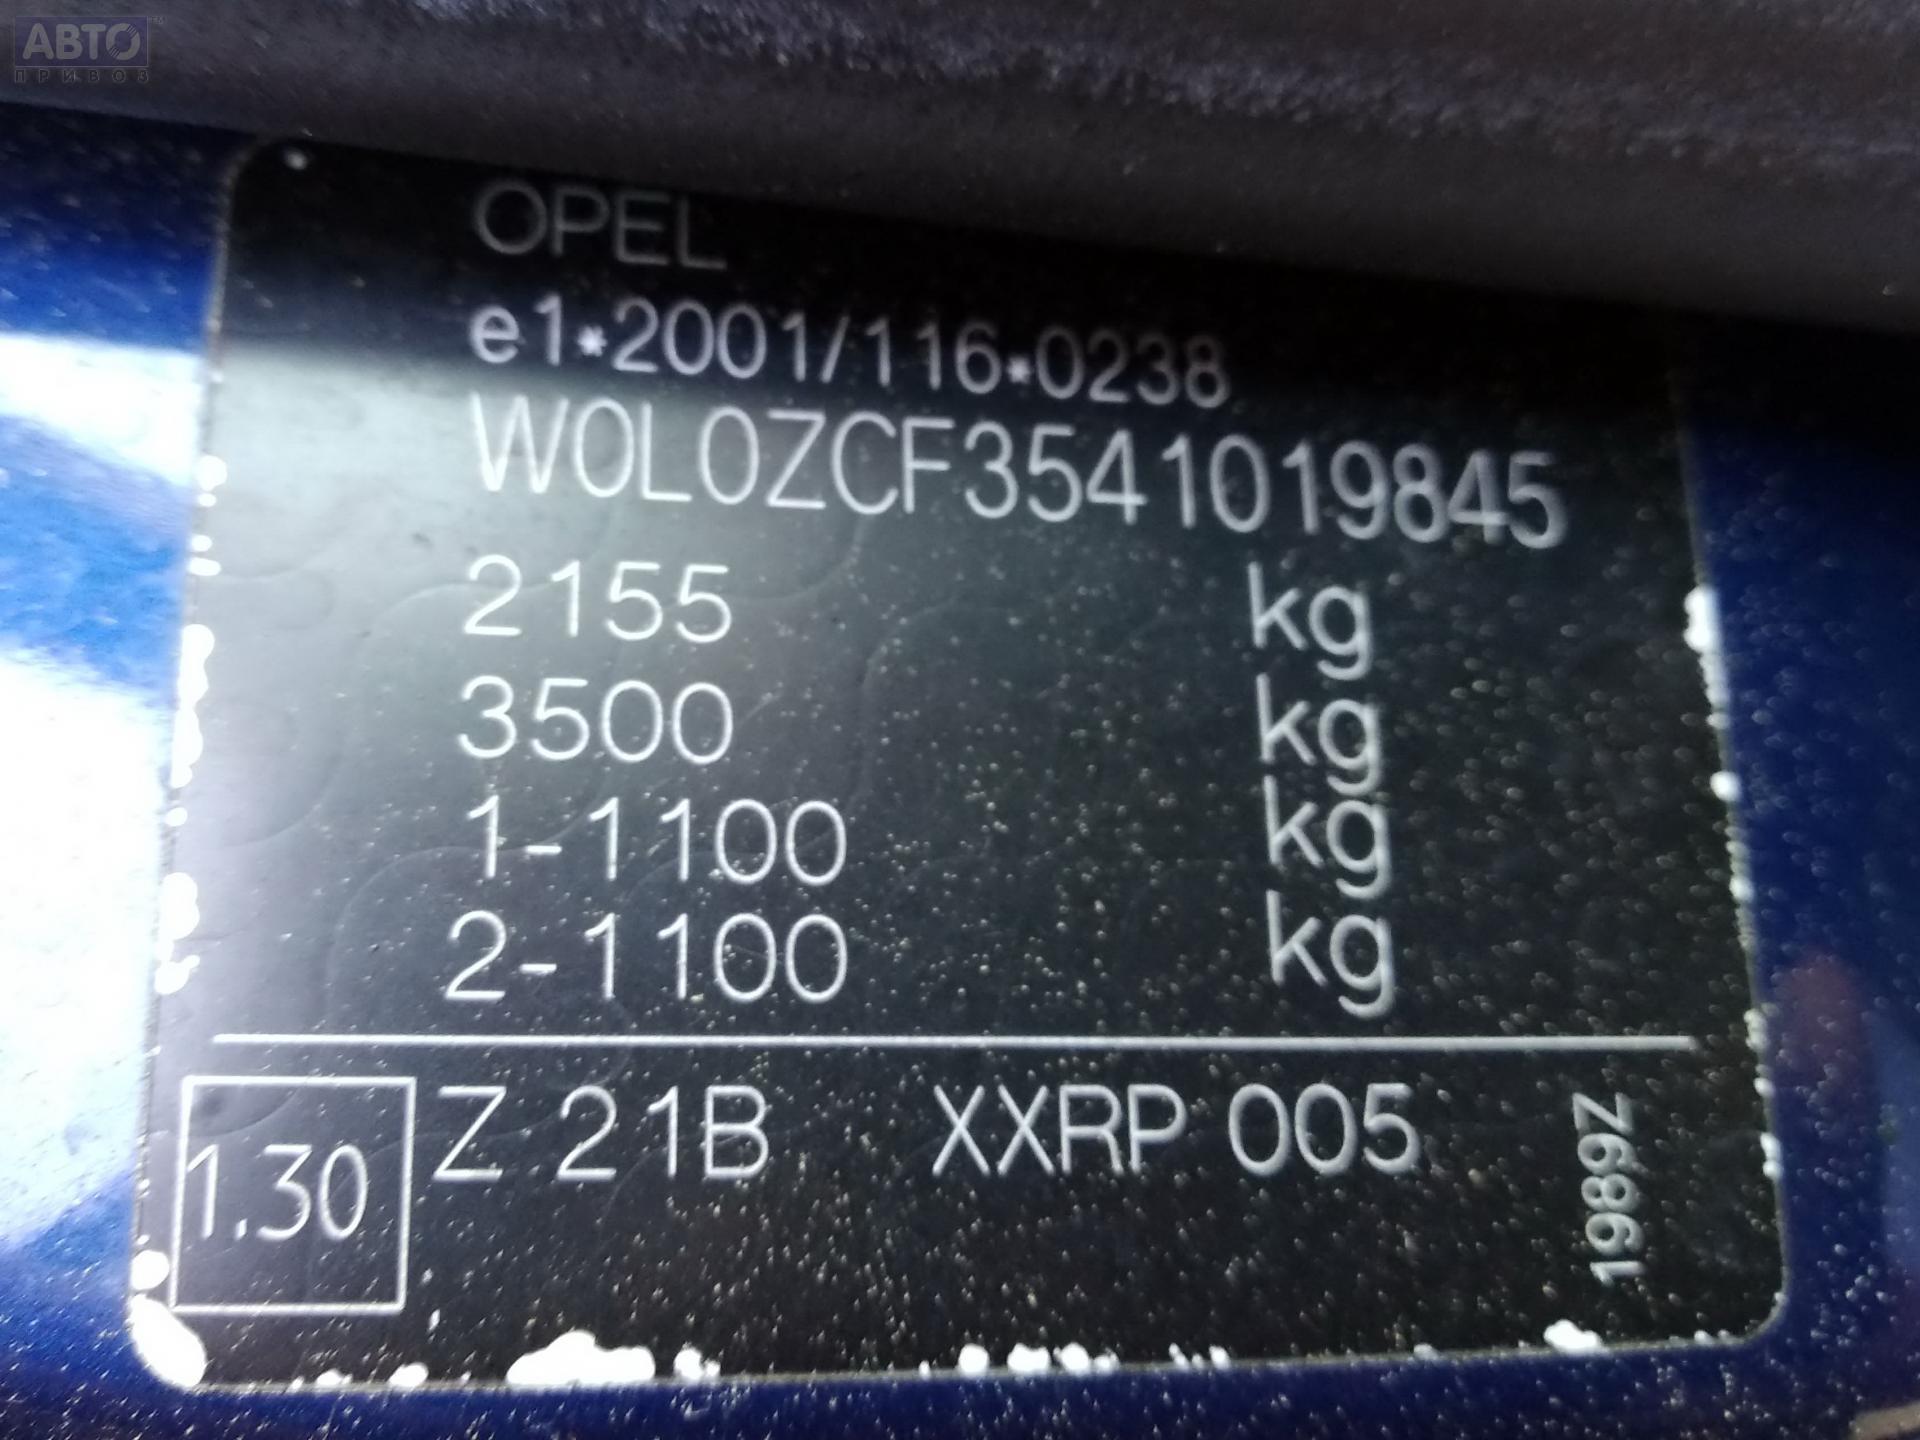 АВТО™
ПРИВОЗ
OPEL
e1*2001/116*0238
W0L0ZCF3541019845
2155 kg
3500 kg
1-1100 kg
2-1100 kg
1.30 Z 21B XXRP 005
1989Z